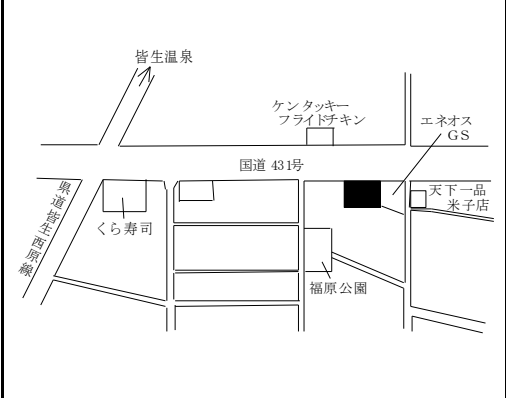 皆生温泉
ケンタッキー
フライドチキン
エネオス
GS
国道 431号
天下一品
米子店
県道皆生西原線
くら寿司
福原公園